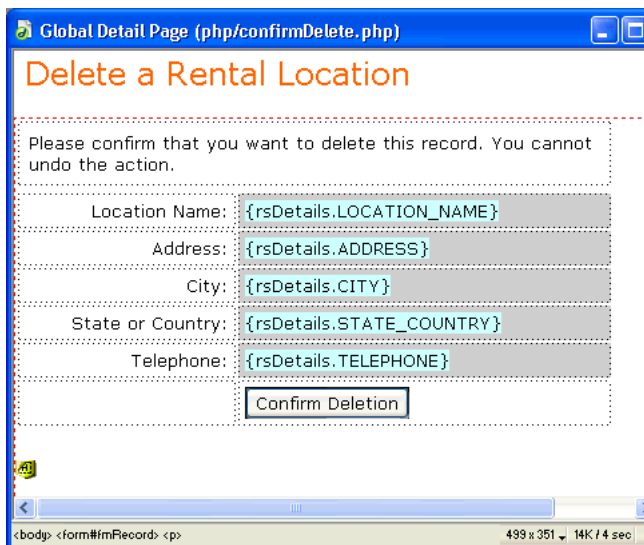 Global Detail Page (php/confirmDelete.php)
Delete a Rental Location
Please confirm that you want to delete this record. You cannot
undo the action.
Location Name: {rsDetails.LOCATION_NAME}
Address: {rsDetails.ADDRESS}
City: {rsDetails.CITY}
State or Country: {rsDetails.STATE_COUNTRY}
Telephone: {rsDetails.TELEPHONE}
Confirm Deletion
<body> <form#fmRecord> <p> 499 x 351 14K / 4 sec